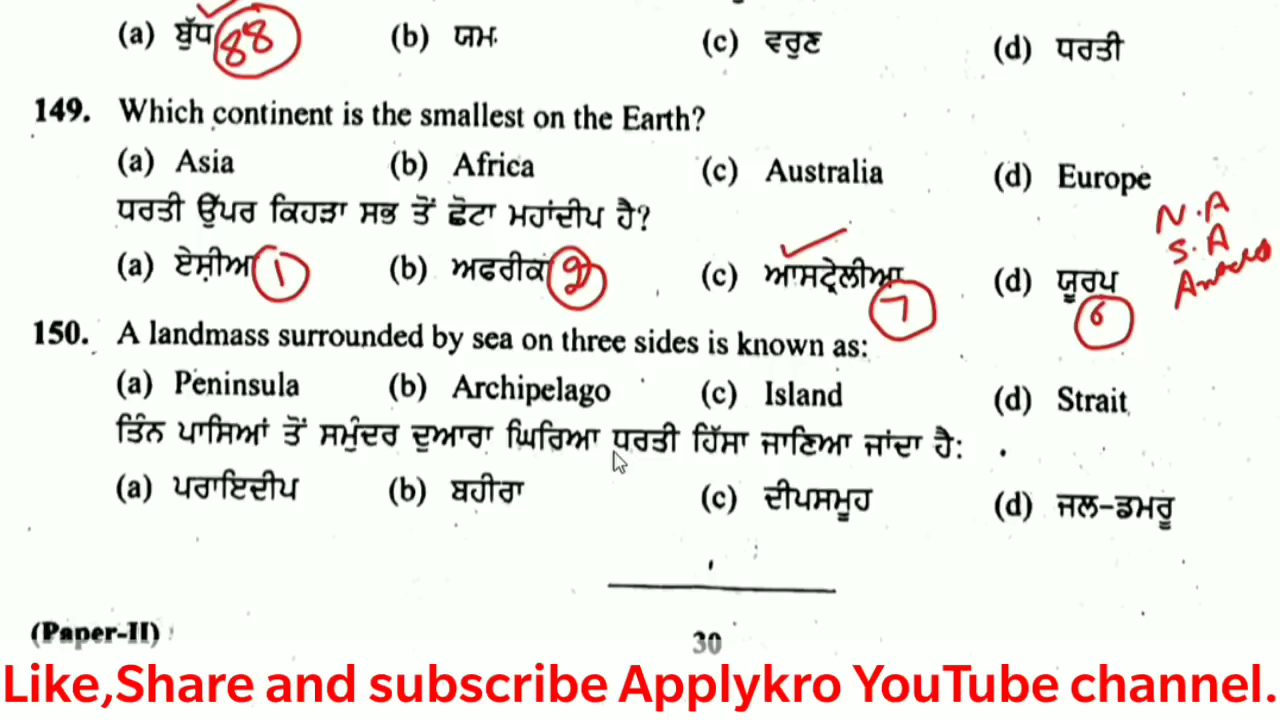 (a) ਬੁੱਧ 88 (b) ਯਮ (c) ਵਰੁਣ (d) ਧਰਤੀ
149. Which continent is the smallest on the Earth?
(a) Asia (b) Africa (c) Australia (d) Europe
N.A
ਧਰਤੀ ਉੱਪਰ ਕਿਹੜਾ ਸਭ ਤੋਂ ਛੋਟਾ ਮਹਾਂਦੀਪ ਹੈ?
S.A
(a) ਏਸ਼ੀਆ 1 (b) ਅਫਰੀਕਾ 2 (c) ਆਸਟ੍ਰੇਲੀਆ 7 (d) ਯੂਰਪ 6
150. A landmass surrounded by sea on three sides is known as:
(a) Peninsula (b) Archipelago (c) Island (d) Strait
ਤਿੰਨ ਪਾਸਿਆਂ ਤੋਂ ਸਮੁੰਦਰ ਦੁਆਰਾ ਘਿਰਿਆ ਧਰਤੀ ਹਿੱਸਾ ਜਾਣਿਆ ਜਾਂਦਾ ਹੈ:
(a) ਪਰਾਇਦੀਪ (b) ਬਹੀਰਾ (c) ਦੀਪਸਮੂਹ (d) ਜਲ-ਡਮਰੂ
(Paper-II) 30
Like,Share and subscribe Applykro YouTube channel.